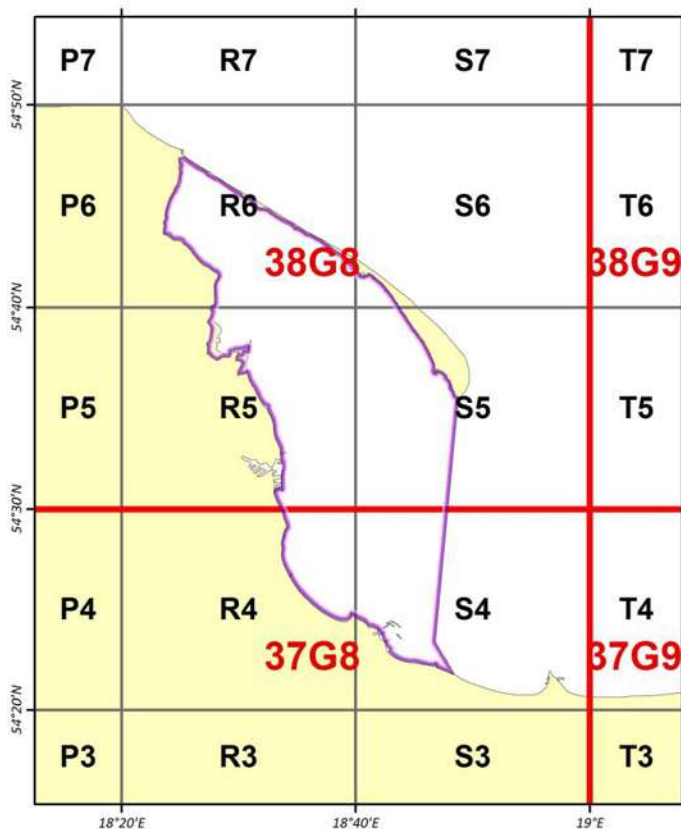 P7 R7 S7 T7
54°50'N
P6 R6 S6 T6
38G8 38G9
54°40'N
P5 R5 S5 T5
54°30'N
P4 R4 S4 T4
37G8 37G9
54°20'N
P3 R3 S3 T3
18°20'E 18°40'E 19°E